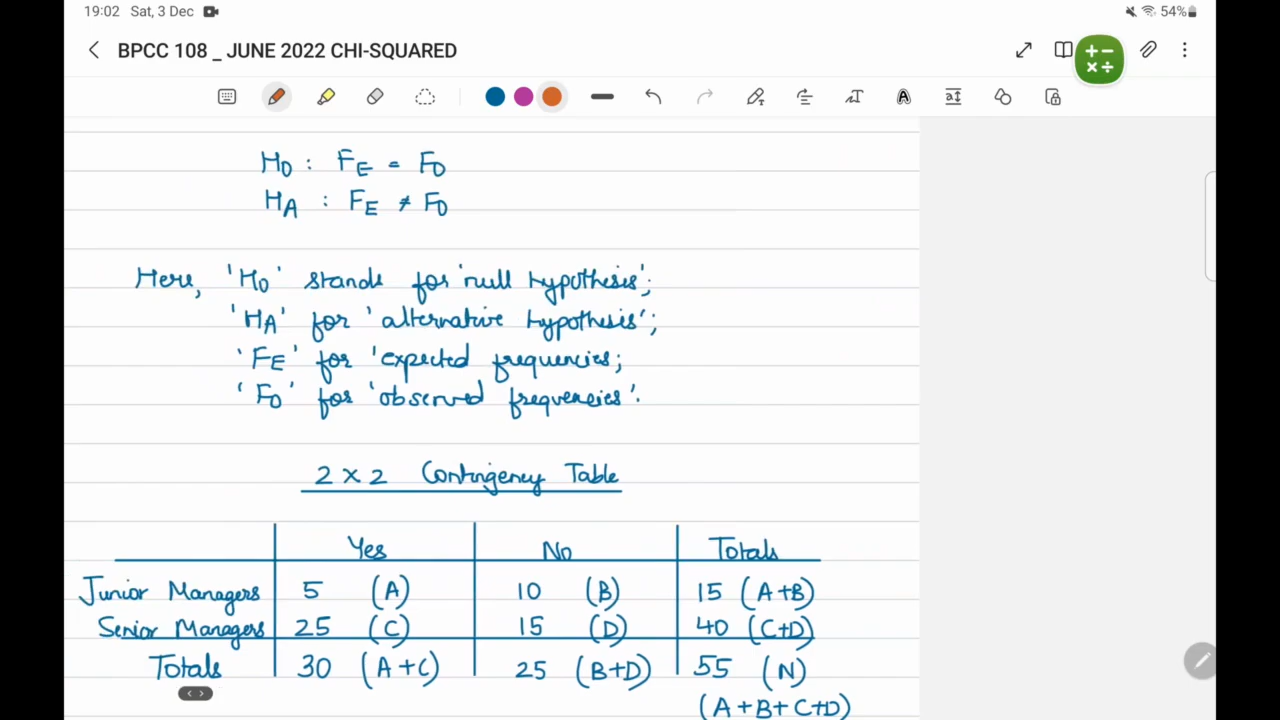 19:02 Sat, 3 Dec 54%
BPCC 108 _ JUNE 2022 CHI-SQUARED
H0 : FE = FO
HA : FE ≠ FO
Here, 'H0' stands for 'null hypothesis';
'HA' for 'alternative hypothesis';
'FE' for 'expected frequencies;
'FO' for 'observed frequencies'.
2 x 2 Contingency Table
Yes No Totals
Junior Managers 5 (A) 10 (B) 15 (A+B)
Senior Managers 25 (C) 15 (D) 40 (C+D)
Totals 30 (A+C) 25 (B+D) 55 (N)
(A+B+C+D)